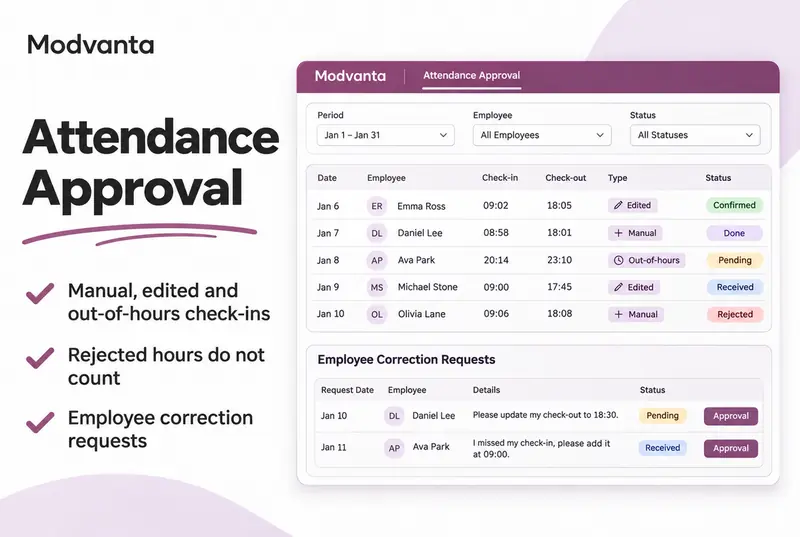 Modvanta
Attendance
Approval
Manual, edited and
out-of-hours check-ins
Rejected hours do not
count
Employee correction
requests
Modvanta
Attendance Approval
Period
Employee
Status
Jan 1 – Jan 31
All Employees
All Statuses
Date Employee Check-in Check-out Type Status
Jan 6 ER Emma Ross 09:02 18:05 Edited Confirmed
Jan 7 DL Daniel Lee 08:58 18:01 Manual Done
Jan 8 AP Ava Park 20:14 23:10 Out-of-hours Pending
Jan 9 MS Michael Stone 09:00 17:45 Edited Received
Jan 10 OL Olivia Lane 09:06 18:08 Manual Rejected
Employee Correction Requests
Request Date Employee Details Status
Jan 10 DL Daniel Lee Please update my check-out to 18:30. Pending Approval
Jan 11 AP Ava Park I missed my check-in, please add it
at 09:00. Received Approval